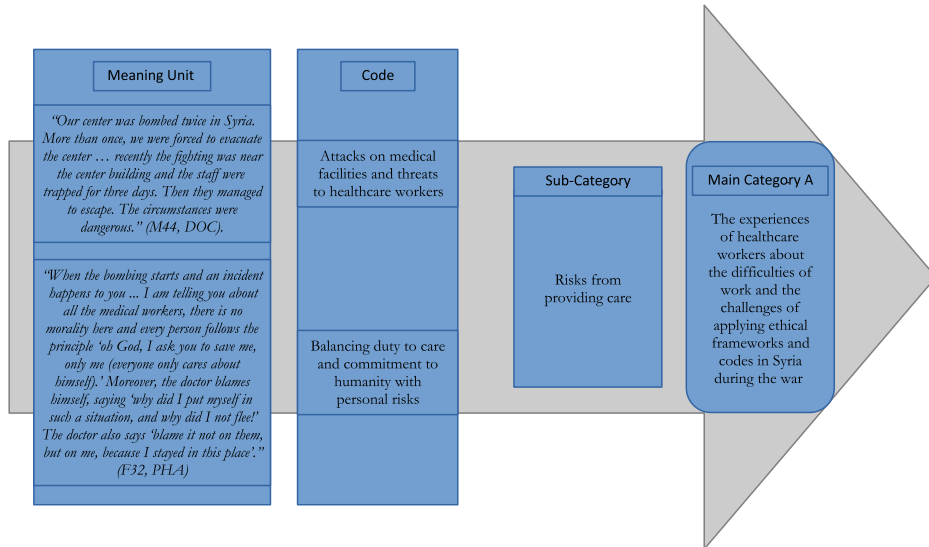 Meaning Unit
“Our center was bombed twice in Syria.
More than once, we were forced to evacuate
the center … recently the fighting was near
the center building and the staff were
trapped for three days. Then they managed
to escape. The circumstances were
dangerous.” (M44, DOC).
“When the bombing starts and an incident
happens to you ... I am telling you about
all the medical workers, there is no
morality here and every person follows the
principle ‘oh God, I ask you to save me,
only me (everyone only cares about
himself).’ Moreover, the doctor blames
himself, saying ‘why did I put myself in
such a situation, and why did I not flee!’
The doctor also says ‘blame it not on them,
but on me, because I stayed in this place’.”
(F32, PHA)
Code
Attacks on medical
facilities and threats
to healthcare workers
Balancing duty to care
and commitment to
humanity with
personal risks
Sub-Category
Risks from
providing care
Main Category A
The experiences
of healthcare
workers about
the difficulties of
work and the
challenges of
applying ethical
frameworks and
codes in Syria
during the war